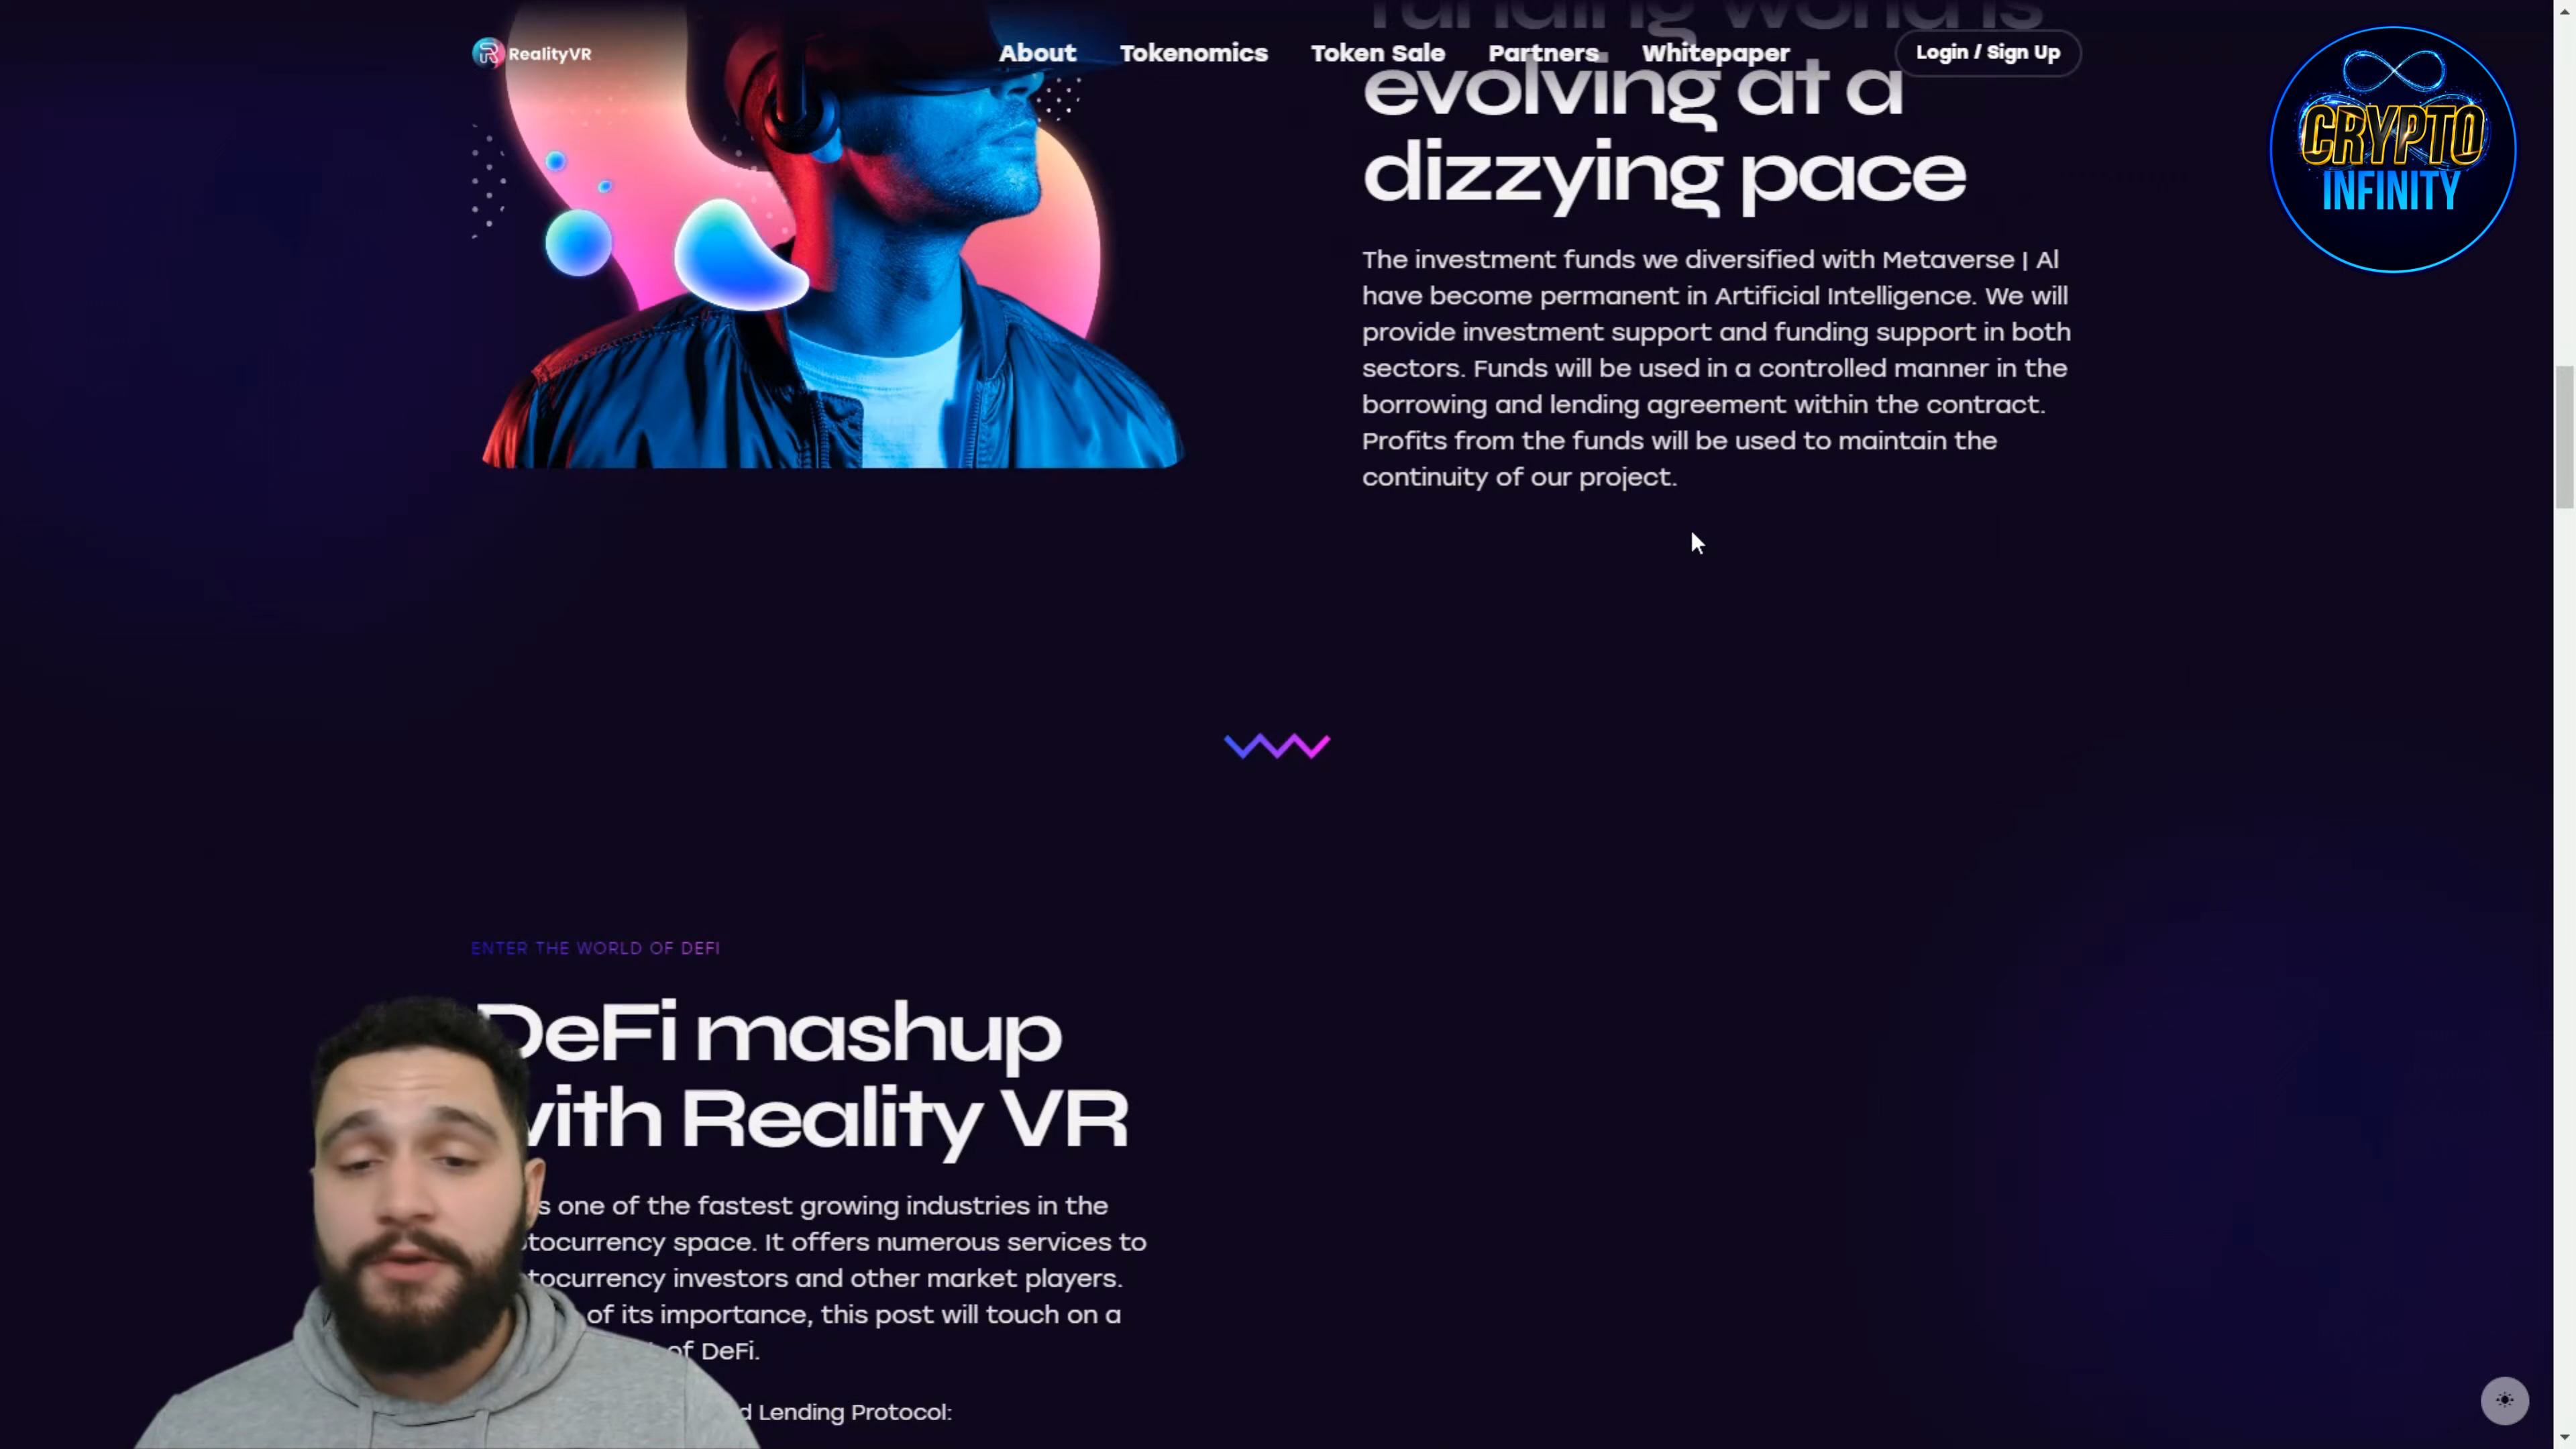 funding world is
RealityVR
About
Tokenomics
Token Sale
Partners
Whitepaper
Login / Sign Up
evolving at a
dizzying pace
CRYPTO
INFINITY
The investment funds we diversified with Metaverse | Al
have become permanent in Artificial Intelligence. We will
provide investment support and funding support in both
sectors. Funds will be used in a controlled manner in the
borrowing and lending agreement within the contract.
Profits from the funds will be used to maintain the
continuity of our project.
ENTER THE WORLD OF DEFI
DeFi mashup
with Reality VR
one of the fastest growing industries in the
space. It offers numerous services to
investors and other market players.
of its importance, this post will touch on a
of DeFi.
Lending Protocol: